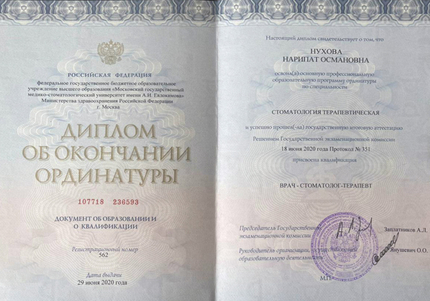 РОССИЙСКАЯ ФЕДЕРАЦИЯ
федеральное государственное бюджетное образовательное
учреждение высшего образования «Московский государственный
медико-стоматологический университет имени А.И. Евдокимова»
Министерства здравоохранения Российской Федерации
г. Москва
ДИПЛОМ
ОБ ОКОНЧАНИИ
ОРДИНАТУРЫ
107718 236593
ДОКУМЕНТ ОБ ОБРАЗОВАНИИ И
О КВАЛИФИКАЦИИ
Регистрационный номер
562
Дата выдачи
29 июня 2020 года
Настоящий диплом свидетельствует о том, что
НУХОВА
НАРИПАТ ОСМАНОВНА
освоил(а) основную профессиональную
образовательную программу ординатуры
по специальности
СТОМАТОЛОГИЯ ТЕРАПЕВТИЧЕСКАЯ
и успешно прошел(-ла) государственную итоговую аттестацию
Решением Государственной экзаменационной комиссии
18 июня 2020 года Протокол № 351
присвоена квалификация
ВРАЧ - СТОМАТОЛОГ-ТЕРАПЕВТ
Председатель Государственной
экзаменационной комиссии
Заплатников А.Л.
Руководитель организации, осуществляющей
образовательную деятельность
Янушевич О.О.
М.П.